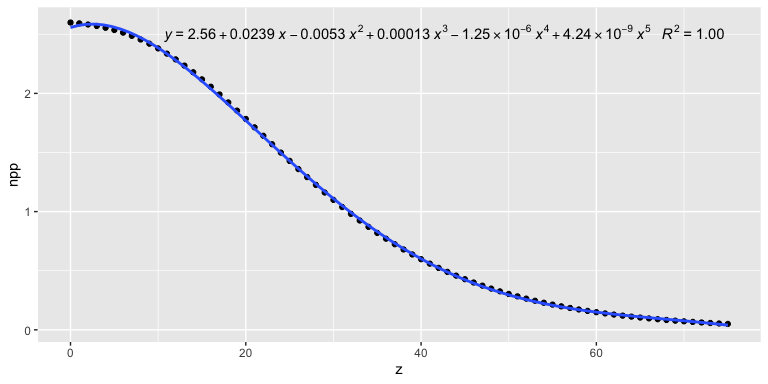 y = 2.56 + 0.0239 x − 0.0053 x² + 0.00013 x³ − 1.25 × 10⁻⁶ x⁴ + 4.24 × 10⁻⁹ x⁵ R² = 1.00
2
npp
1
0
0 20 40 60
z